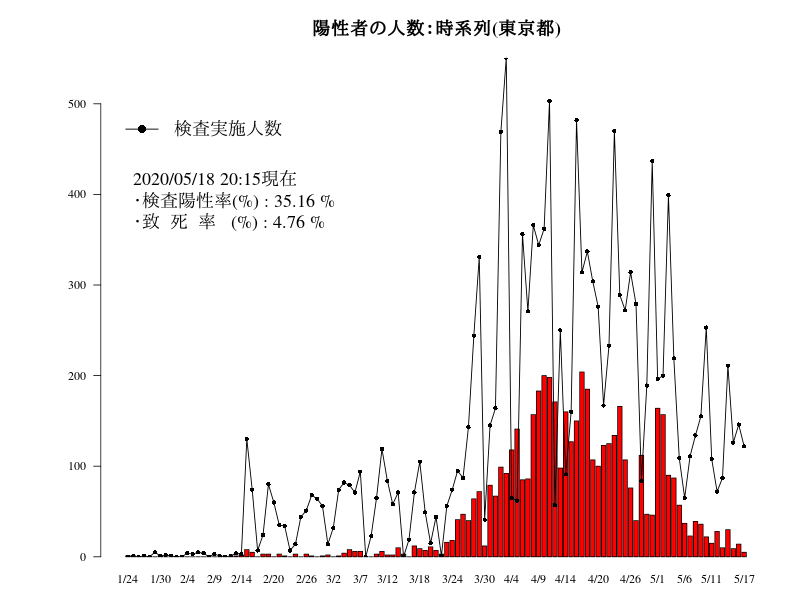 陽性者の人数：時系列(東京都)
500
検査実施人数
2020/05/18 20:15現在
・検査陽性率(%) : 35.16 %
400
・致 死 率 (%) : 4.76 %
300
200
100
0
1/24 1/30 2/4 2/9 2/14 2/20 2/26 3/2 3/7 3/12 3/18 3/24 3/30 4/4 4/9 4/14 4/20 4/26 5/1 5/6 5/11 5/17